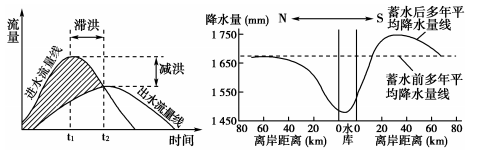 流量
滞洪
减洪
进水流量线
出水流量线
t₁
t₂
时间
降水量 (mm)
N
S
蓄水后多年平
均降水量线
1 750
1 650
蓄水前多年平
均降水量线
1 550
1 450
80 60 40 20 0 水库 0 20 40 60 80
离岸距离 (km)
离岸距离 (km)